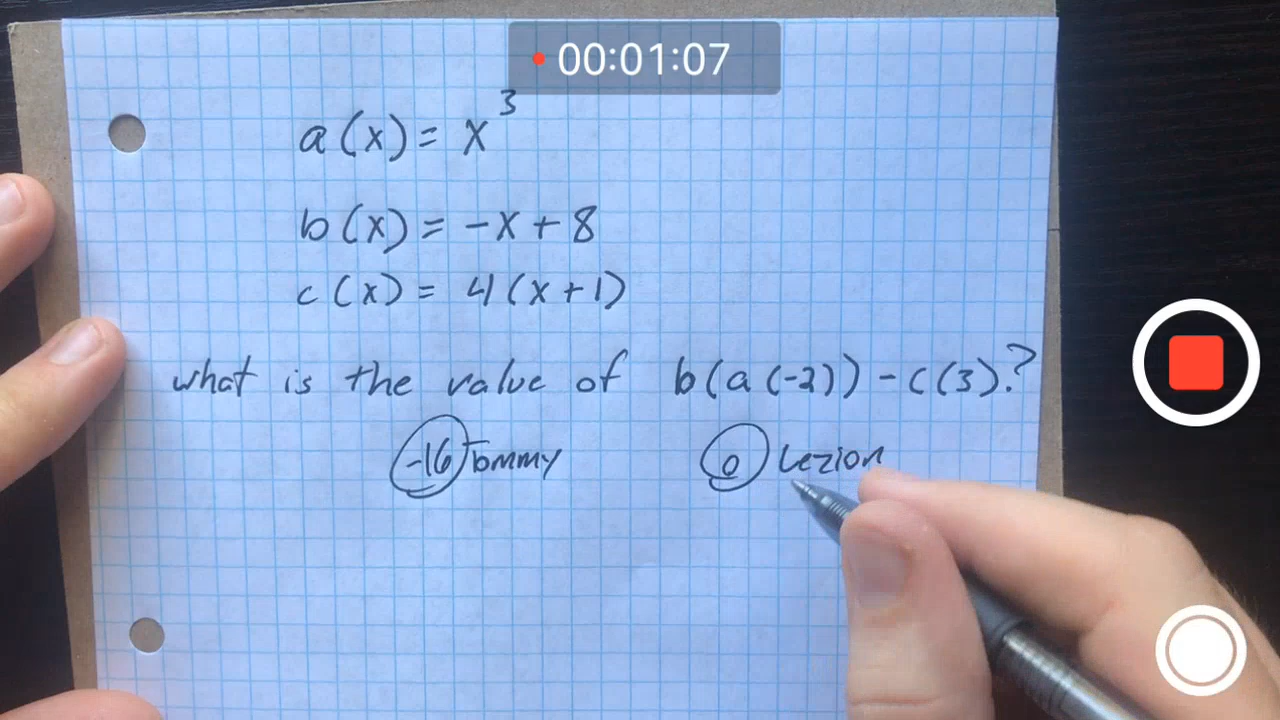 00:01:07
a(x) = x³
b(x) = -x + 8
c(x) = 4(x+1)
what is the value of b(a(-2)) - c(3).?
-16 Tommy 0 Lezion